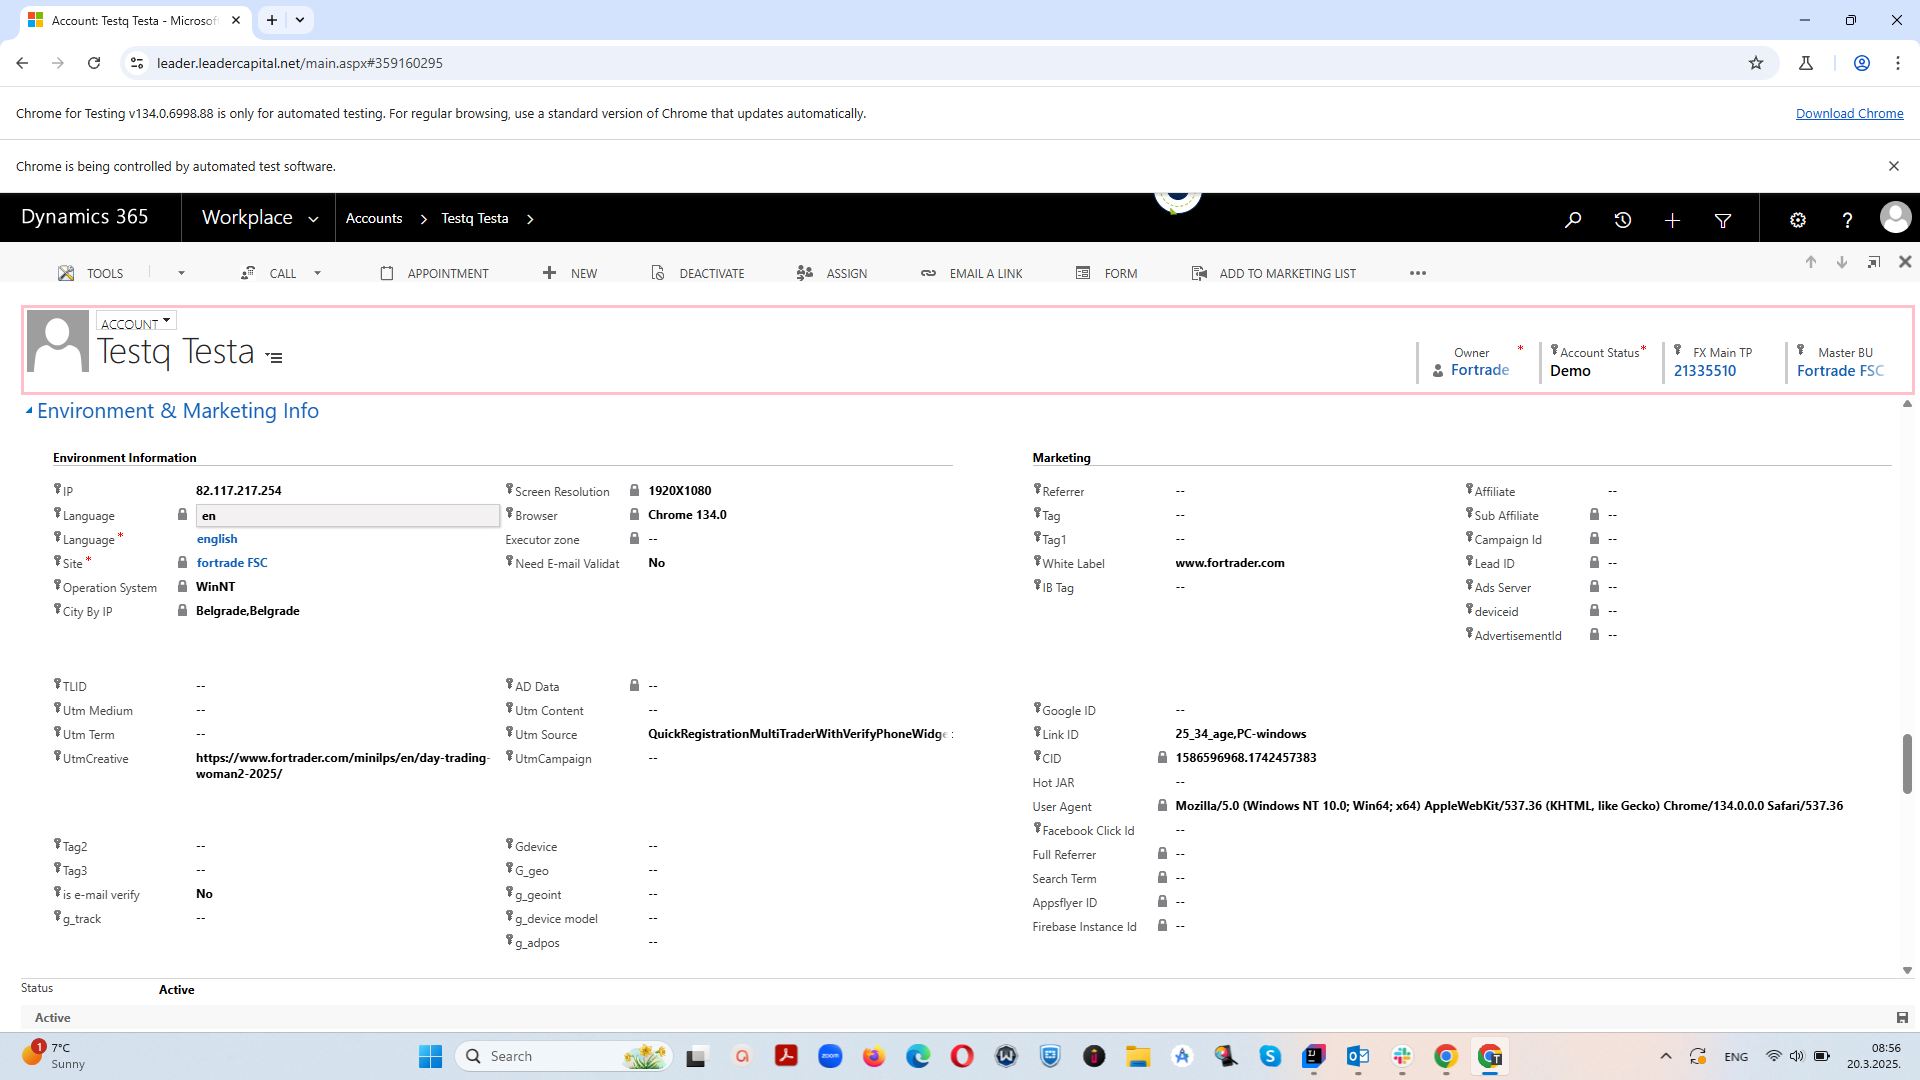 Account: Testq Testa - Microsof
leader.leadercapital.net/main.aspx#359160295
Chrome for Testing v134.0.6998.88 is only for automated testing. For regular browsing, use a standard version of Chrome that updates automatically.
Download Chrome
Chrome is being controlled by automated test software.
Dynamics 365
Workplace
Accounts
Testq Testa
TOOLS
CALL
APPOINTMENT
NEW
DEACTIVATE
ASSIGN
EMAIL A LINK
FORM
ADD TO MARKETING LIST
ACCOUNT
Testq Testa
Owner *
Fortrade
Account Status*
Demo
FX Main TP
21335510
Master BU
Fortrade FSC
Environment & Marketing Info
Environment Information
IP 82.117.217.254
Language en
Language * english
Site * fortrade FSC
Operation System WinNT
City By IP Belgrade,Belgrade
Screen Resolution 1920X1080
Browser Chrome 134.0
Executor zone --
Need E-mail Validat No
TLID --
Utm Medium --
Utm Term --
UtmCreative https://www.fortrader.com/minilps/en/day-trading-
woman2-2025/
AD Data --
Utm Content --
Utm Source QuickRegistrationMultiTraderWithVerifyPhoneWidge
UtmCampaign --
Tag2 --
Tag3 --
is e-mail verify No
g_track --
Gdevice --
G_geo --
g_geoint --
g_device model --
g_adpos --
Marketing
Referrer --
Tag --
Tag1 --
White Label www.fortrader.com
IB Tag --
Affiliate --
Sub Affiliate --
Campaign Id --
Lead ID --
Ads Server --
deviceid --
AdvertisementId --
Google ID --
Link ID 25_34_age,PC-windows
CID 1586596968.1742457383
Hot JAR --
User Agent Mozilla/5.0 (Windows NT 10.0; Win64; x64) AppleWebKit/537.36 (KHTML, like Gecko) Chrome/134.0.0.0 Safari/537.36
Facebook Click Id --
Full Referrer --
Search Term --
Appsflyer ID --
Firebase Instance Id --
Status Active
Active
1
7°C
Sunny
Search
zoom
ENG
08:56
20.3.2025.